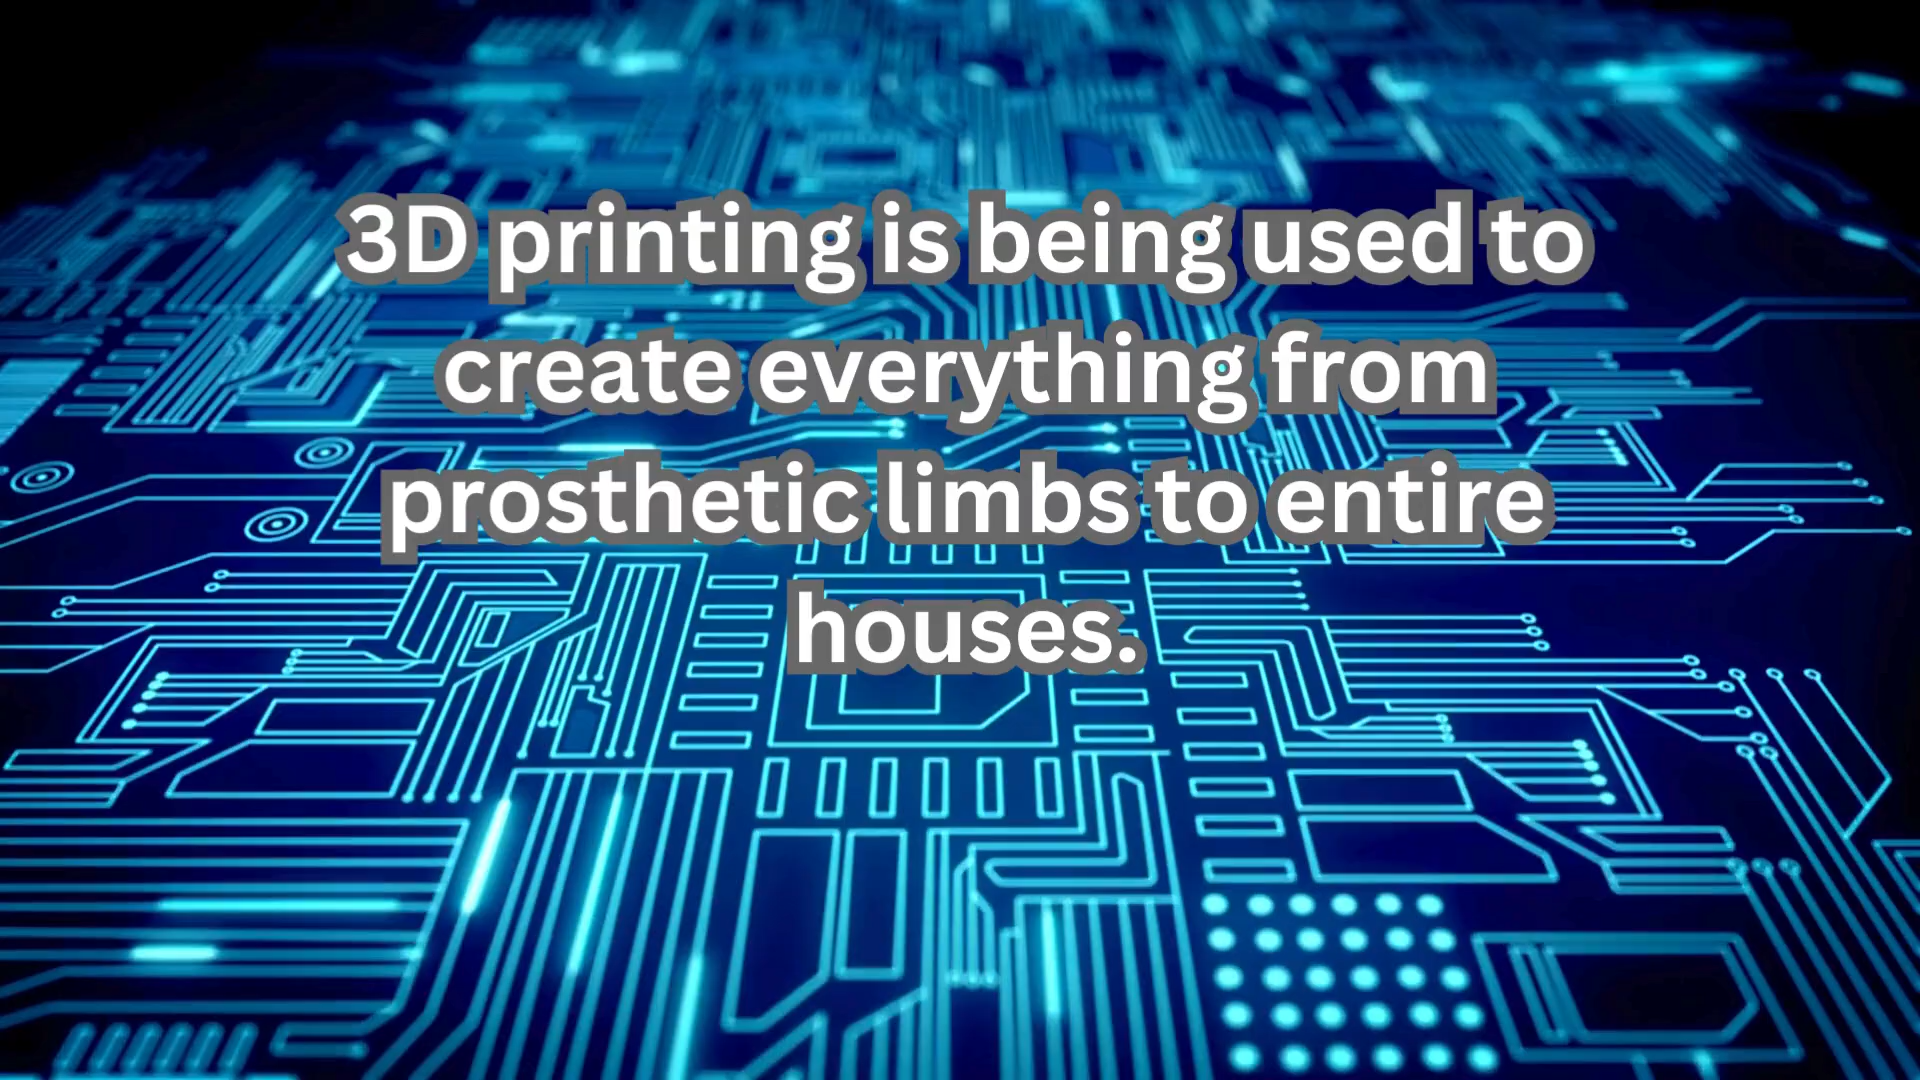 3D printing is being used to
create everything from
prosthetic limbs to entire
houses.